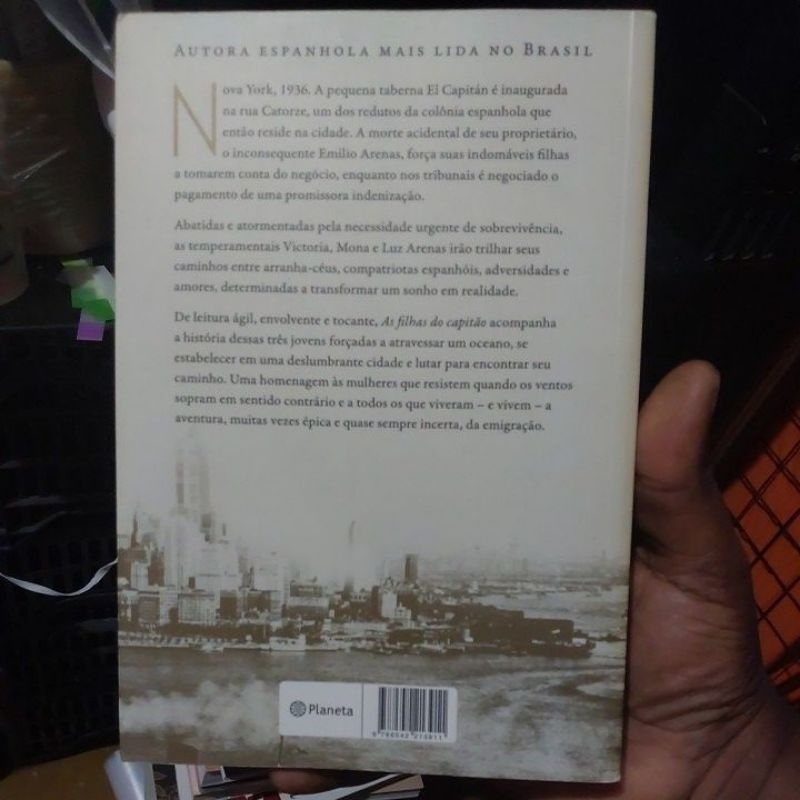 AUTORA ESPANHOLA MAIS LIDA NO BRASIL
Nova York, 1936. A pequena taberna El Capitán é inaugurada
na rua Catorze, um dos redutos da colônia espanhola que
então reside na cidade. A morte acidental de seu proprietário,
o inconsequente Emilio Arenas, força suas indomáveis filhas
a tomarem conta do negócio, enquanto nos tribunais é negociado o
pagamento de uma promissora indenização.
Abatidas e atormentadas pela necessidade urgente de sobrevivência,
as temperamentais Victoria, Mona e Luz Arenas irão trilhar seus
caminhos entre arranha-céus, compatriotas espanhóis, adversidades e
amores, determinadas a transformar um sonho em realidade.
De leitura ágil, envolvente e tocante, As filhas do capitão acompanha
a história dessas três jovens forçadas a atravessar um oceano, se
estabelecer em uma deslumbrante cidade e lutar para encontrar seu
caminho. Uma homenagem às mulheres que resistem quando os ventos
sopram em sentido contrário e a todos os que viveram – e vivem – a
aventura, muitas vezes épica e quase sempre incerta, da emigração.
Planeta